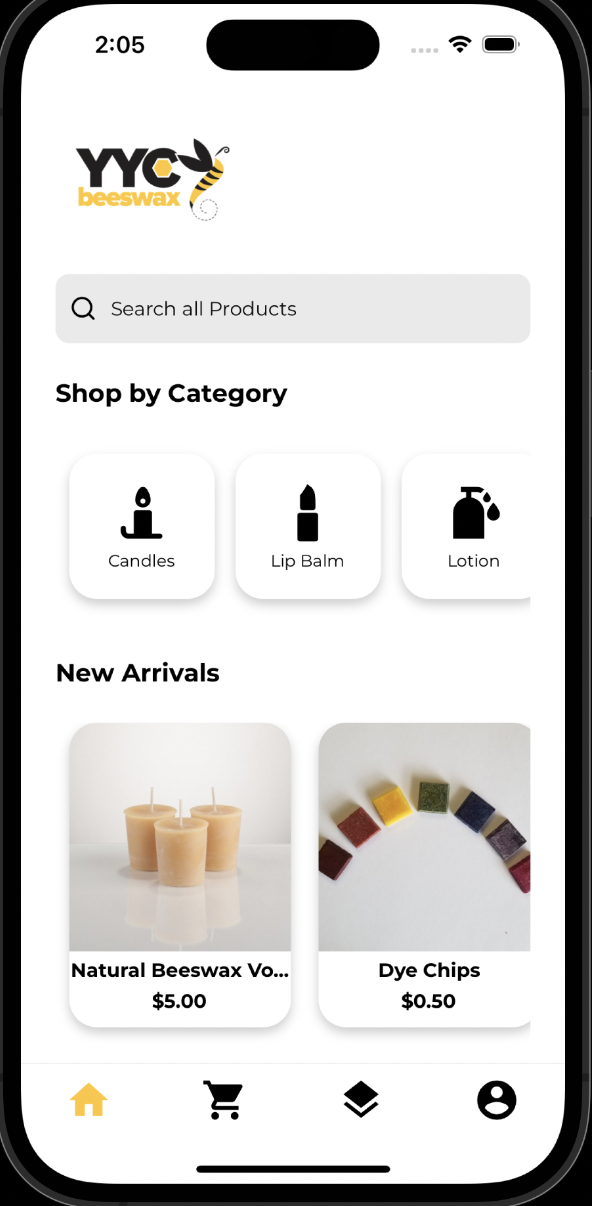 2:05
YYC
beeswax
Search all Products
Shop by Category
Candles
Lip Balm
Lotion
New Arrivals
Natural Beeswax Vo...
$5.00
Dye Chips
$0.50